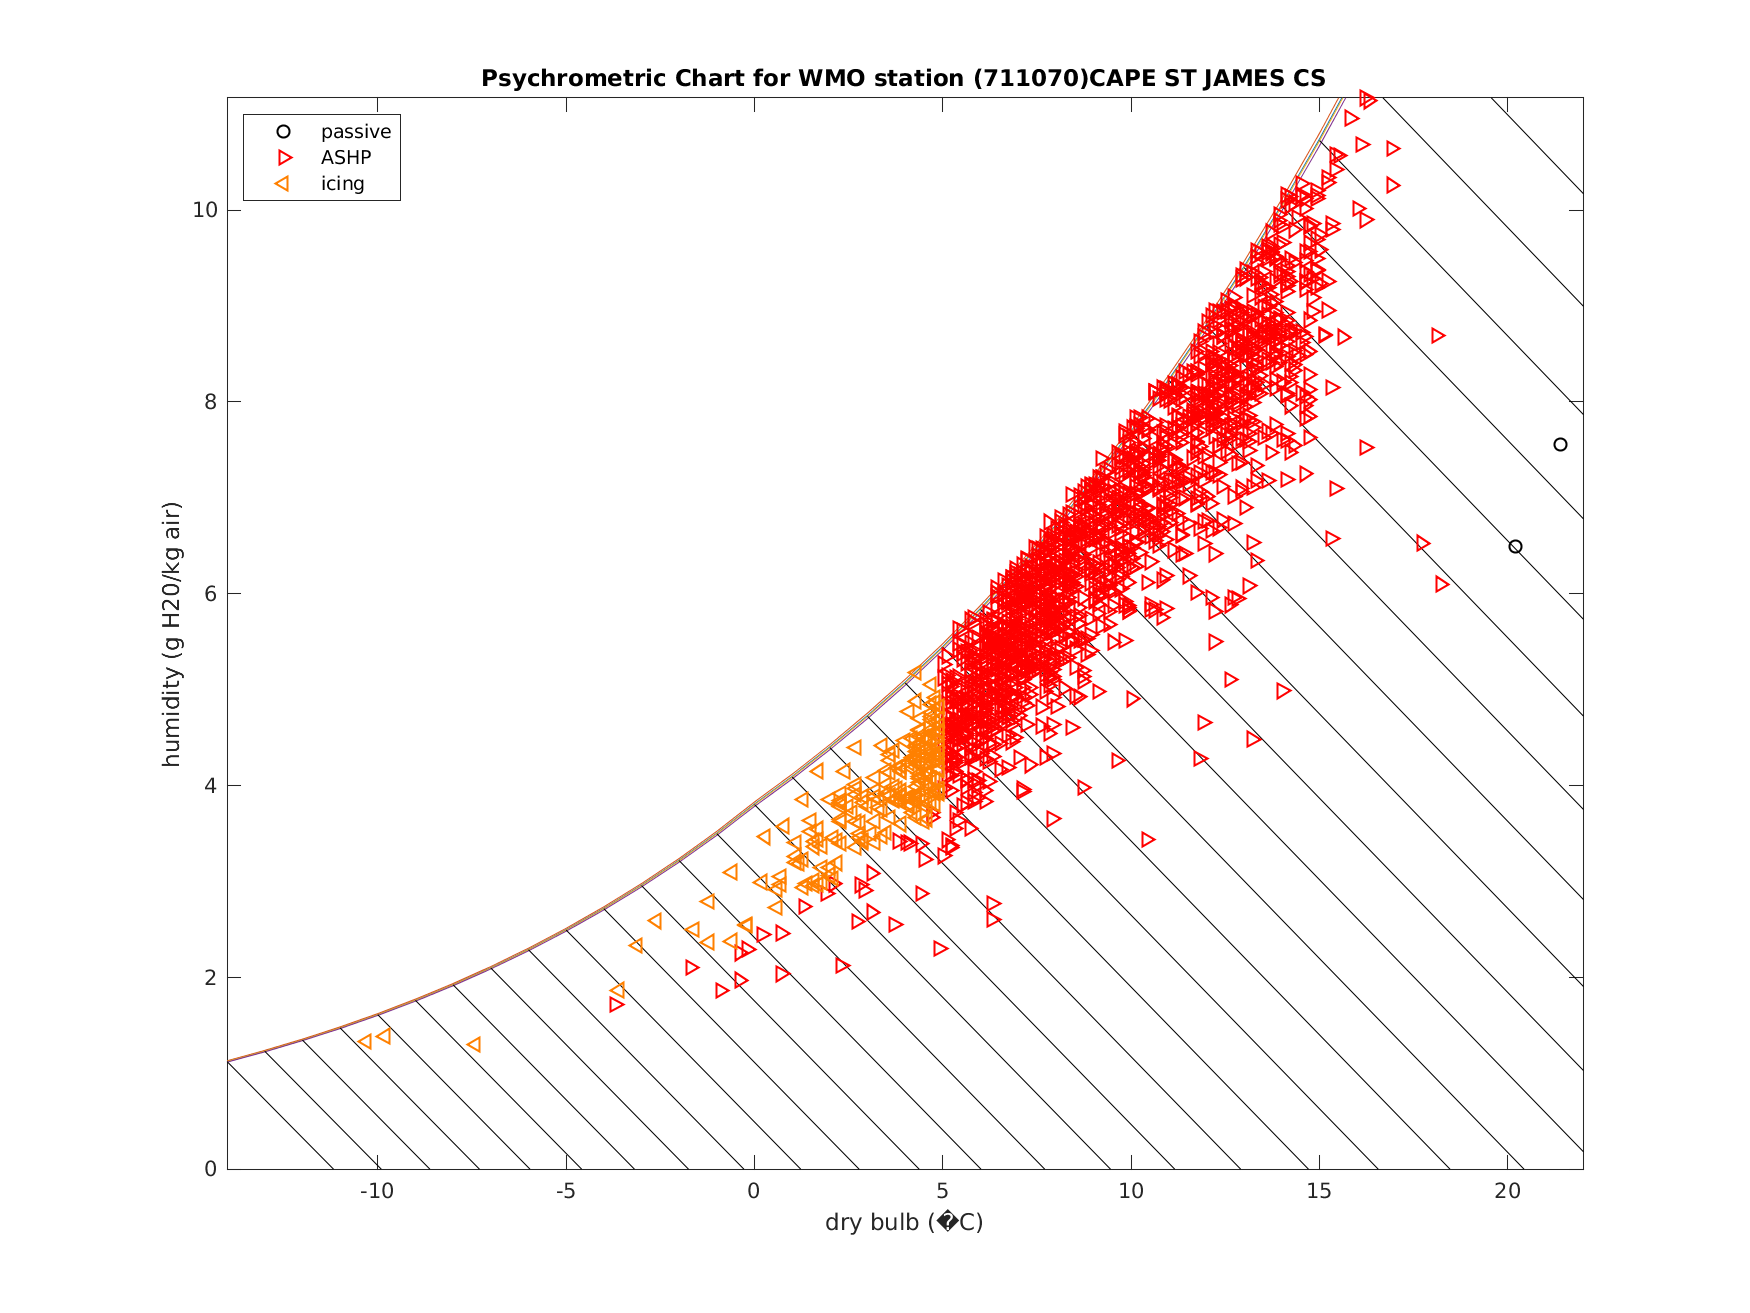 Psychrometric Chart for WMO station (711070)CAPE ST JAMES CS
passive
ASHP
icing
humidity (g H20/kg air)
10
8
6
4
2
0
-10
-5
0
5
10
15
20
dry bulb (�C)